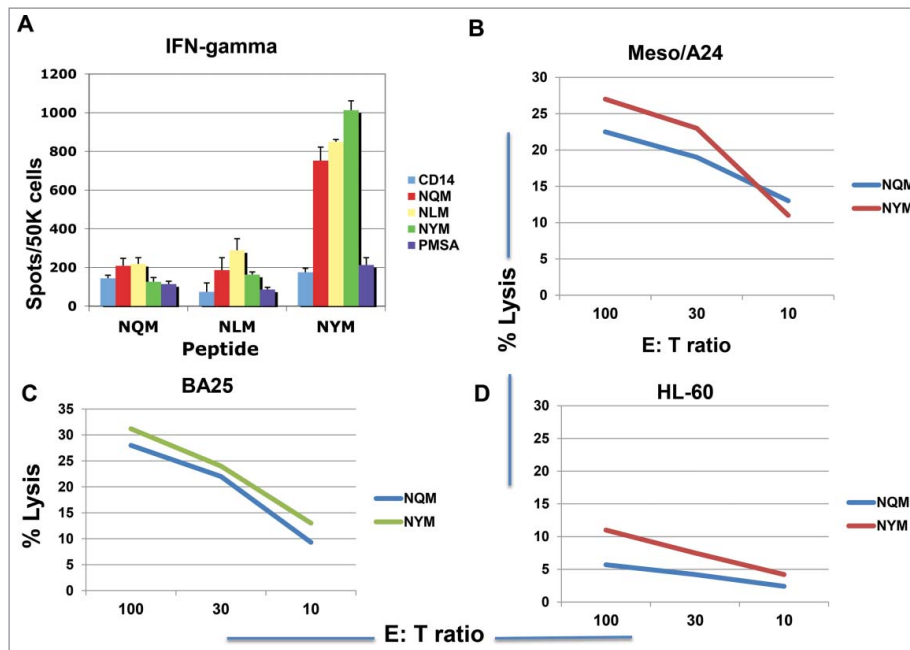 A
IFN-gamma
1200
1000
800
600
400
200
0
Spots/50K cells
NQM
NLM
NYM
Peptide
CD14
NQM
NLM
NYM
PMSA
B
Meso/A24
30
25
20
15
10
5
0
100
30
10
E: T ratio
NQM
NYM
% Lysis
C
BA25
35
30
25
20
15
10
5
0
% Lysis
100
30
10
NQM
NYM
D
HL-60
30
25
20
15
10
5
0
100
30
10
NQM
NYM
E: T ratio